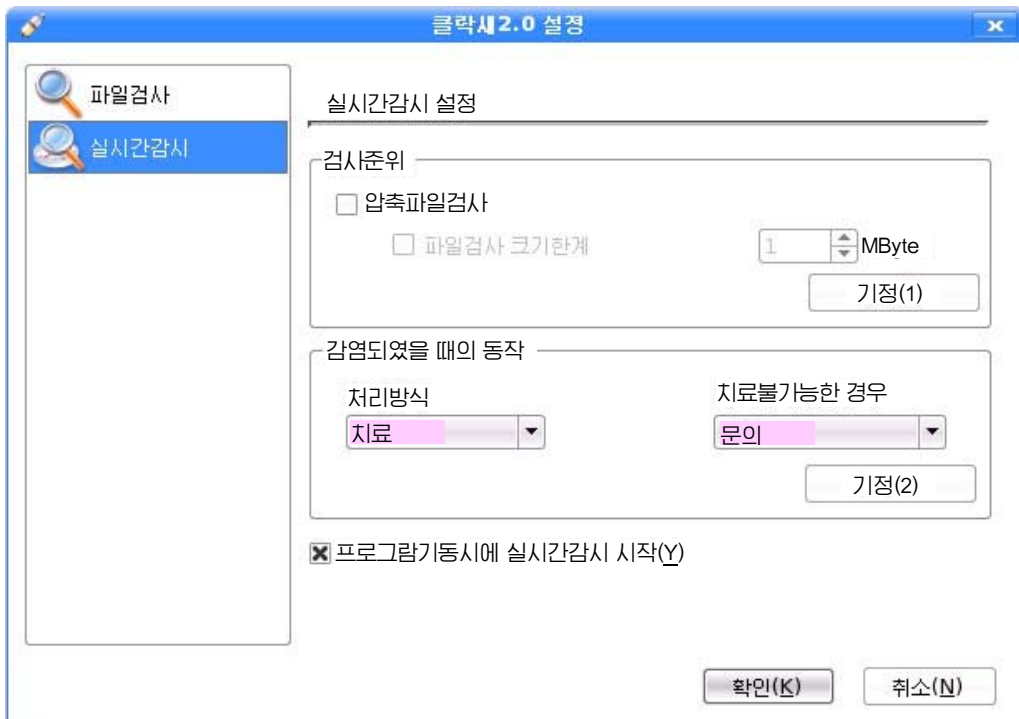 클락새2.0 설정
파일검사
실시간감시
실시간감시 설정
검사준위
압축파일검사
파일검사 크기한계
1
MByte
기정(1)
감염되였을 때의 동작
처리방식
치료불가능한 경우
치료
문의
기정(2)
프로그람기동시에 실시간감시 시작(Y)
확인(K)
취소(N)